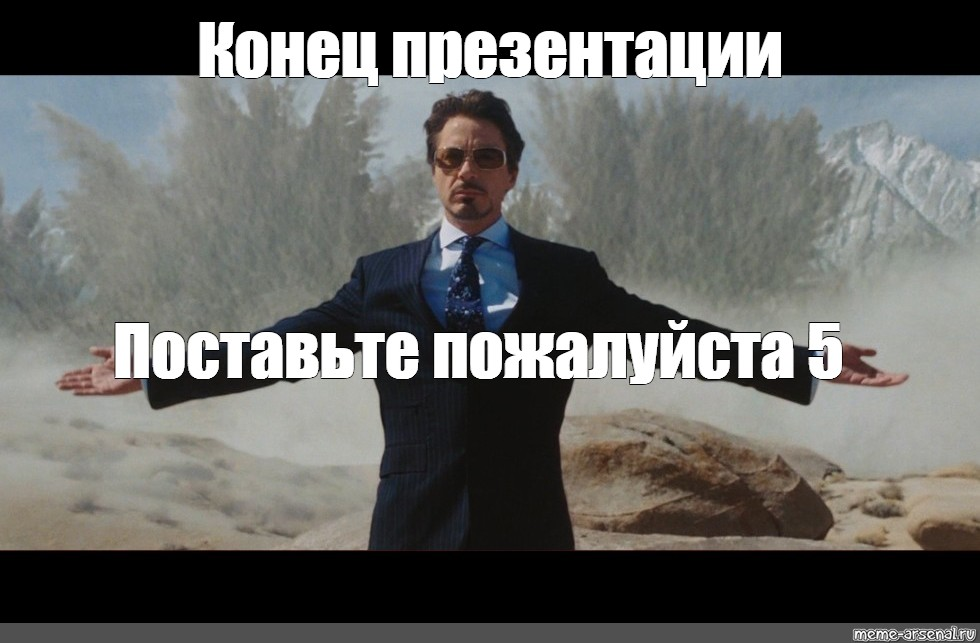 Конец презентации
Поставьте пожалуйста 5
meme-arsenal.ru